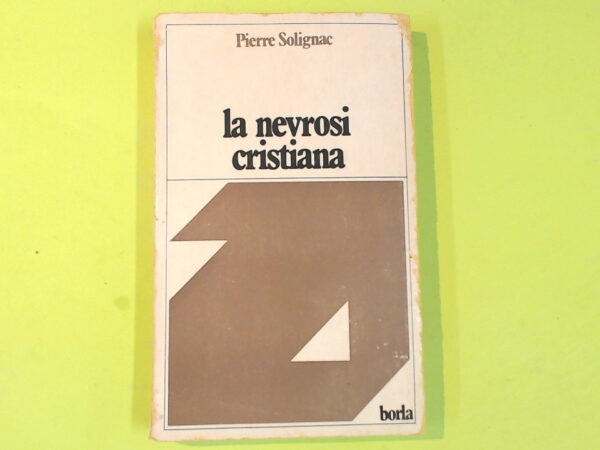 Pierre Solignac
la nevrosi
cristiana
borla